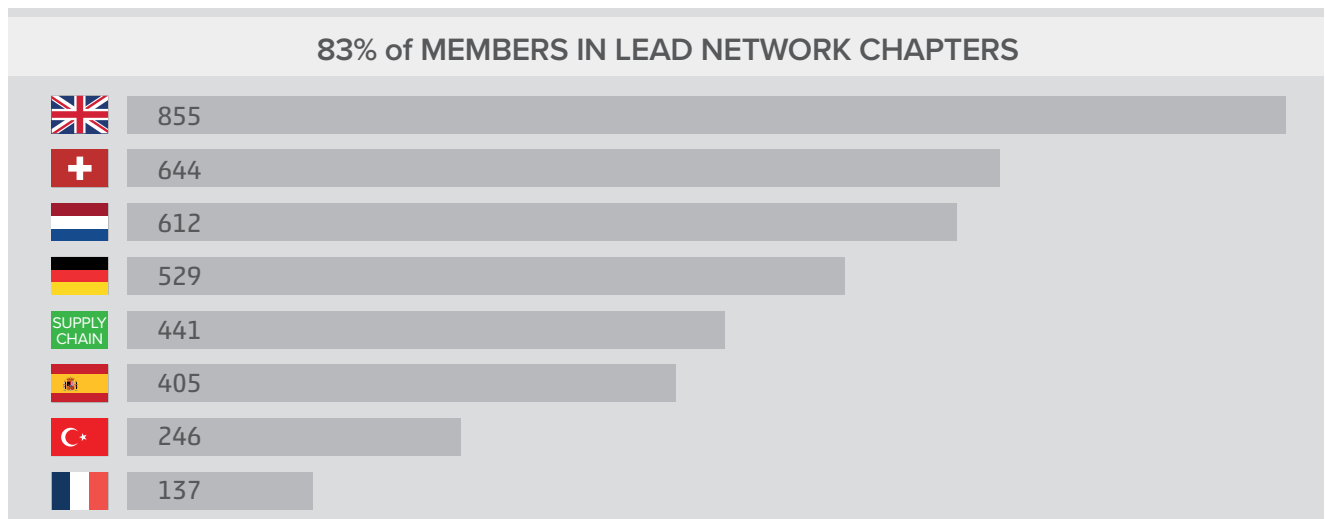 83% of MEMBERS IN LEAD NETWORK CHAPTERS
855
644
612
529
SUPPLY
CHAIN
441
405
246
137